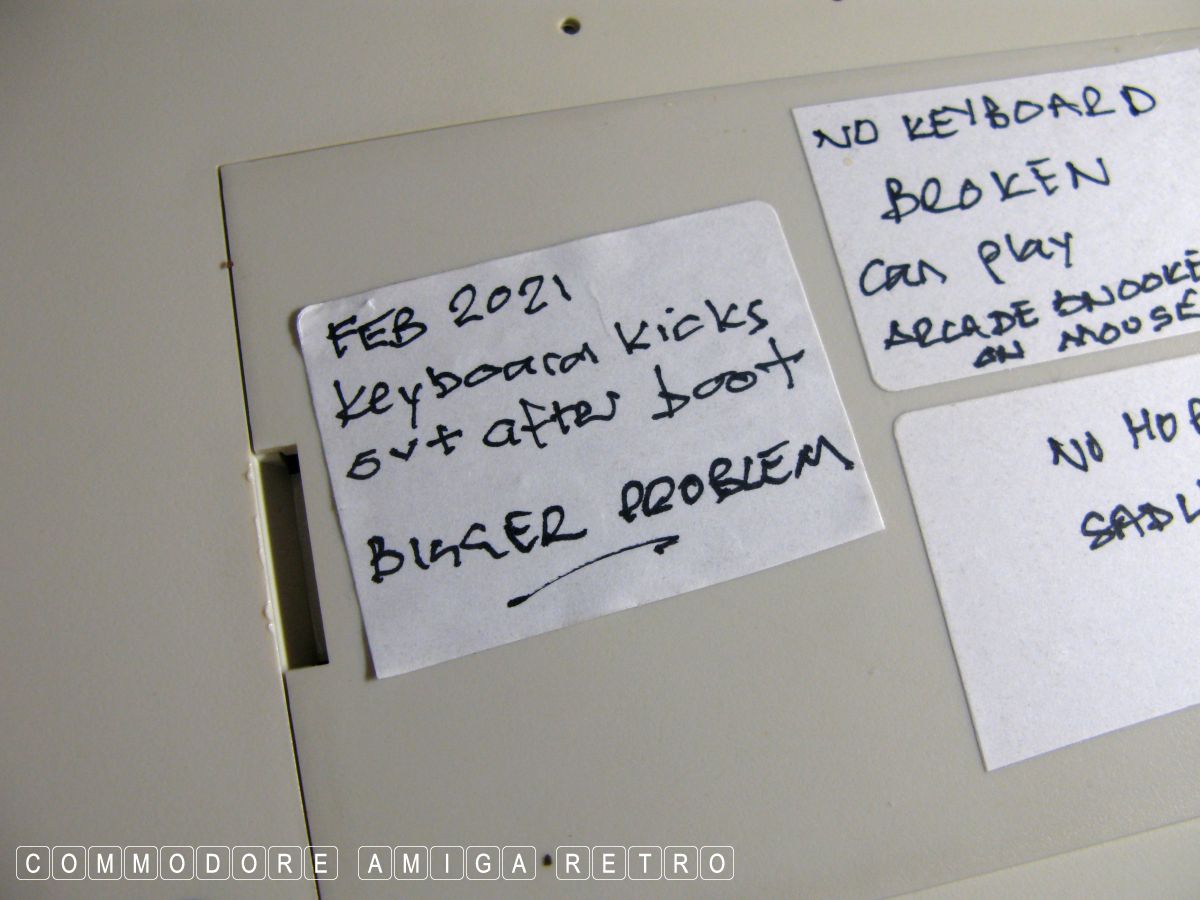 FEB 2021
Keyboard kicks
out after boot
BIGGER PROBLEM
NO KEYBOARD
BROKEN
Can play
ARCADE SNOOKE
ON MOUSE
NO HO
SADL
COMMODORE AMIGA RETRO